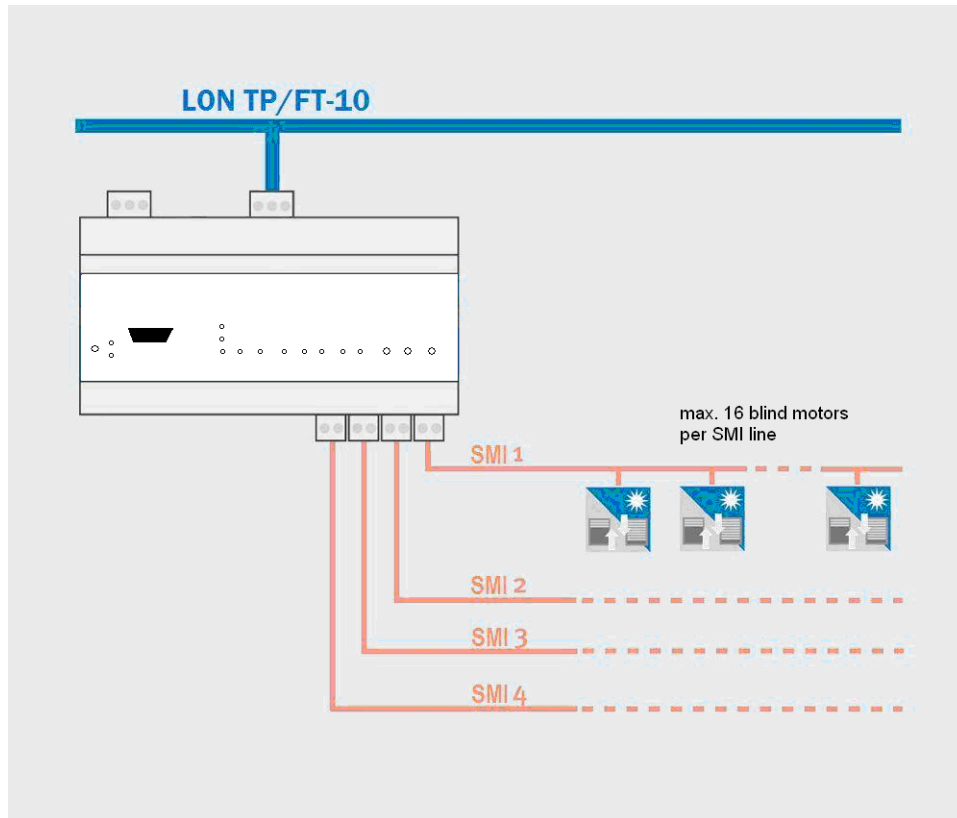 LON TP/FT-10
max. 16 blind motors
per SMI line
SMI 1
SMI 2
SMI 3
SMI 4